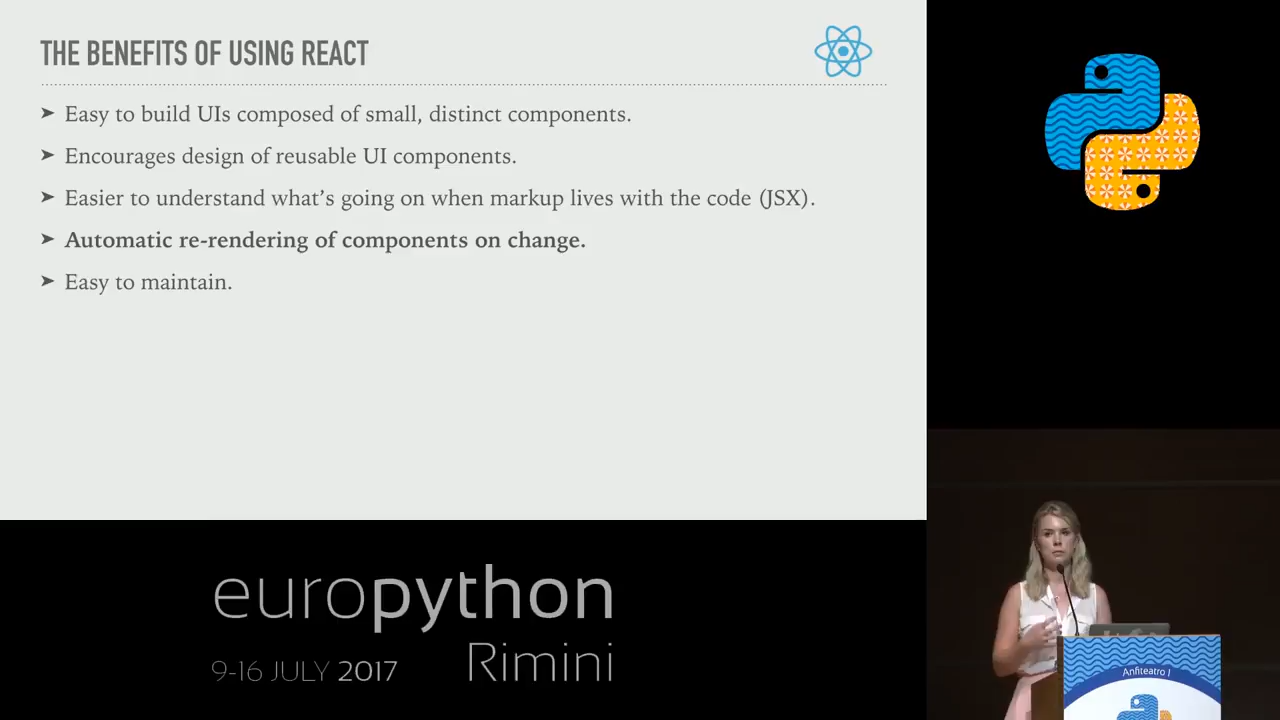 THE BENEFITS OF USING REACT
➤ Easy to build UIs composed of small, distinct components.
➤ Encourages design of reusable UI components.
➤ Easier to understand what’s going on when markup lives with the code (JSX).
➤ Automatic re-rendering of components on change.
➤ Easy to maintain.
europython
9-16 JULY 2017 Rimini
Anfiteatro 1